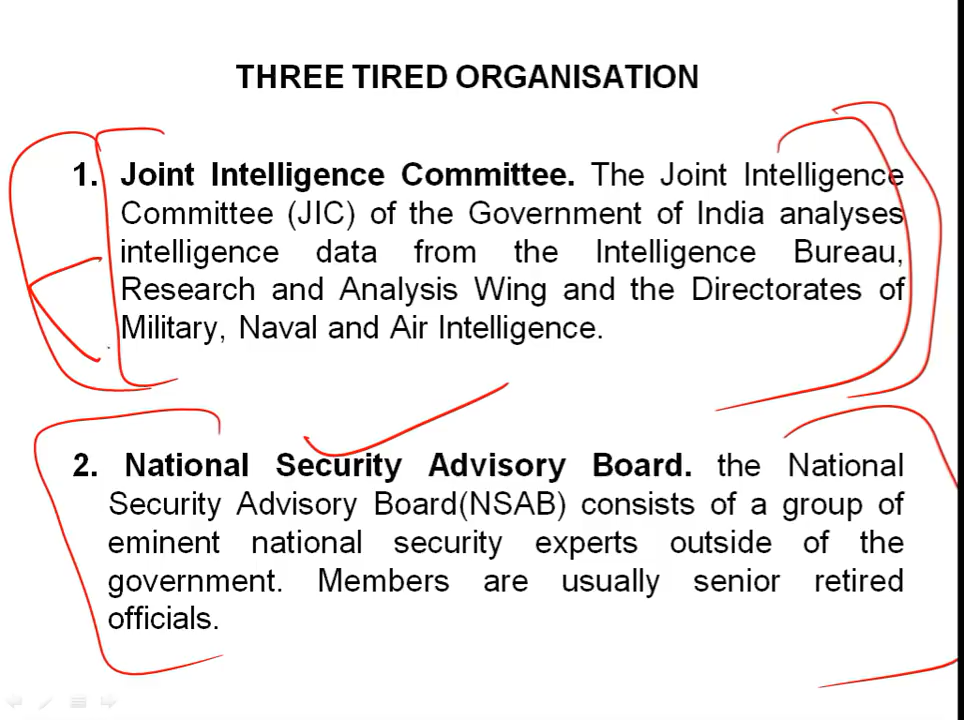 THREE TIRED ORGANISATION
1. Joint Intelligence Committee. The Joint Intelligence
Committee (JIC) of the Government of India analyses
intelligence data from the Intelligence Bureau,
Research and Analysis Wing and the Directorates of
Military, Naval and Air Intelligence.
2. National Security Advisory Board. the National
Security Advisory Board(NSAB) consists of a group of
eminent national security experts outside of the
government. Members are usually senior retired
officials.